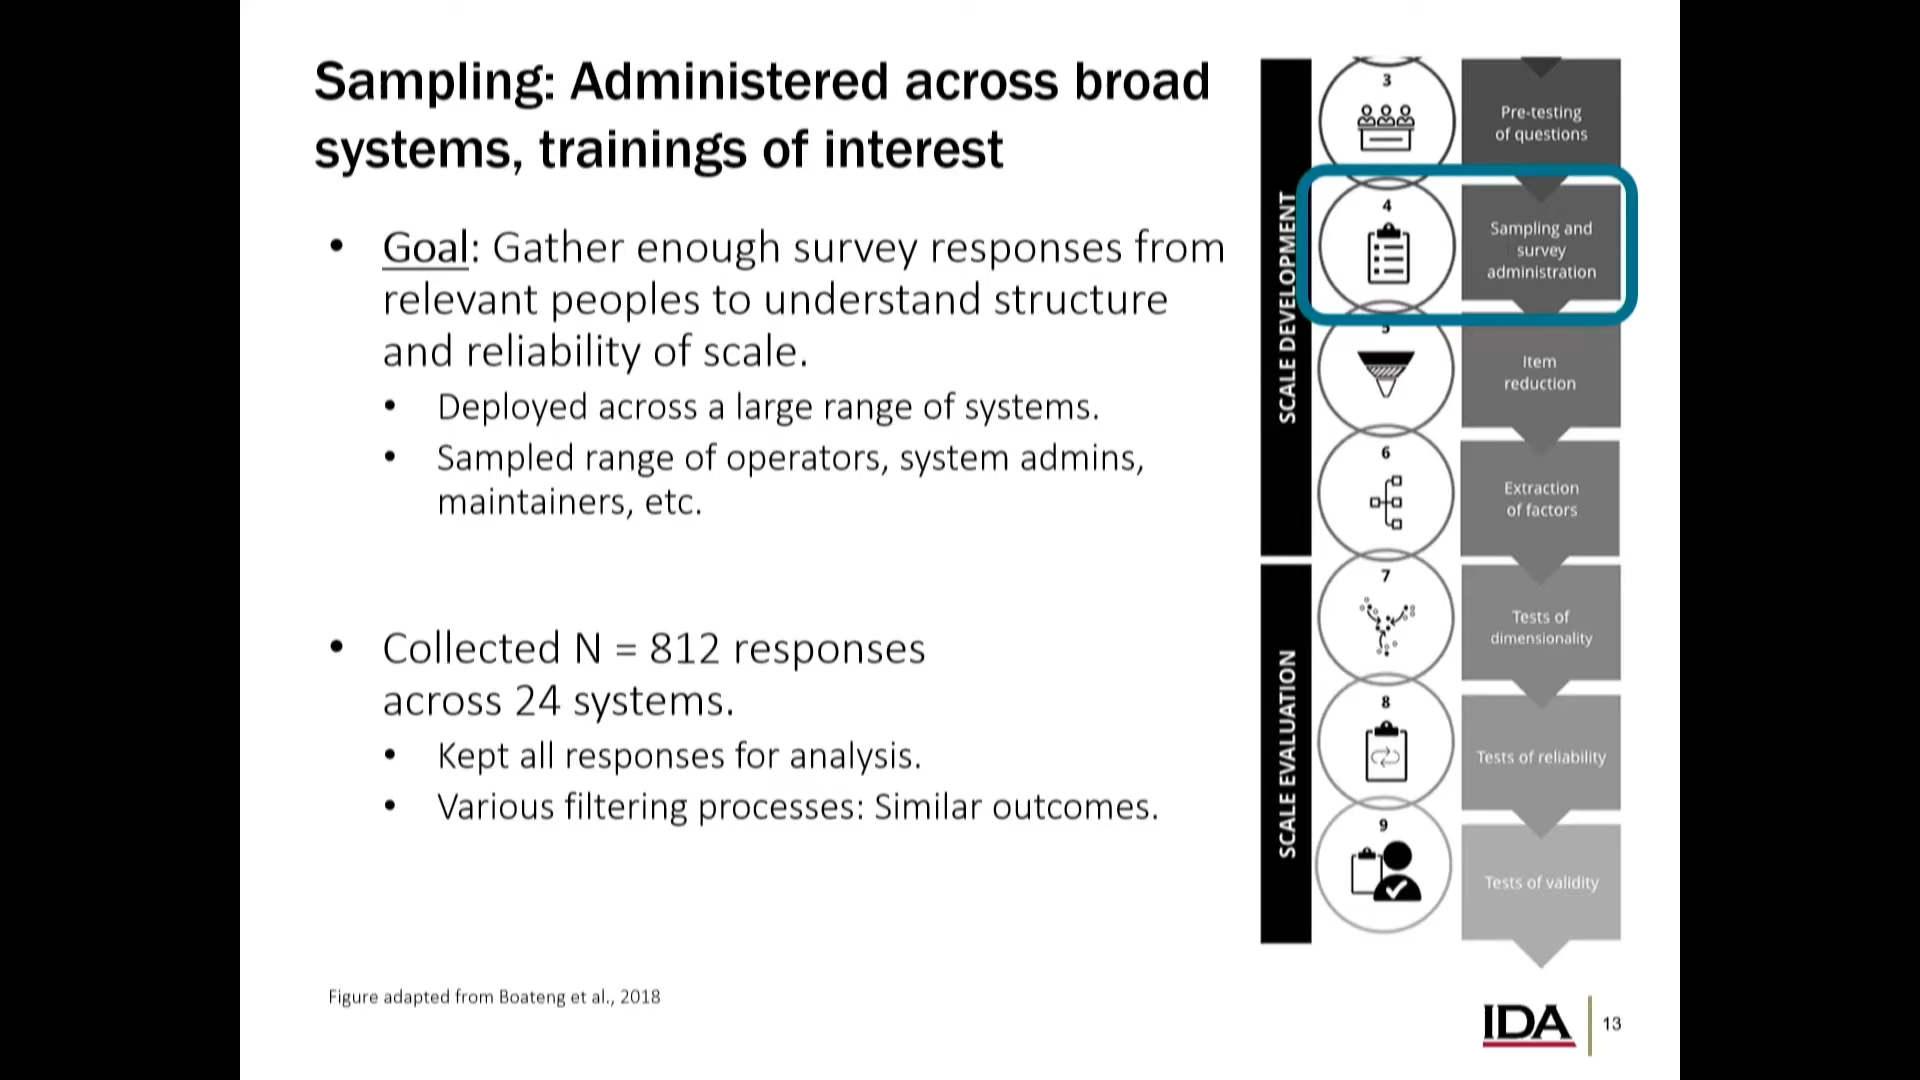 Sampling: Administered across broad
systems, trainings of interest
• Goal: Gather enough survey responses from
relevant peoples to understand structure
and reliability of scale.
• Deployed across a large range of systems.
• Sampled range of operators, system admins,
maintainers, etc.
• Collected N = 812 responses
across 24 systems.
• Kept all responses for analysis.
• Various filtering processes: Similar outcomes.
Figure adapted from Boateng et al., 2018
SCALE DEVELOPMENT
3
Pre-testing
of questions
4
Sampling and
survey
administration
5
Item
reduction
6
Extraction
of factors
SCALE EVALUATION
7
Tests of
dimensionality
8
Tests of reliability
9
Tests of validity
IDA
13